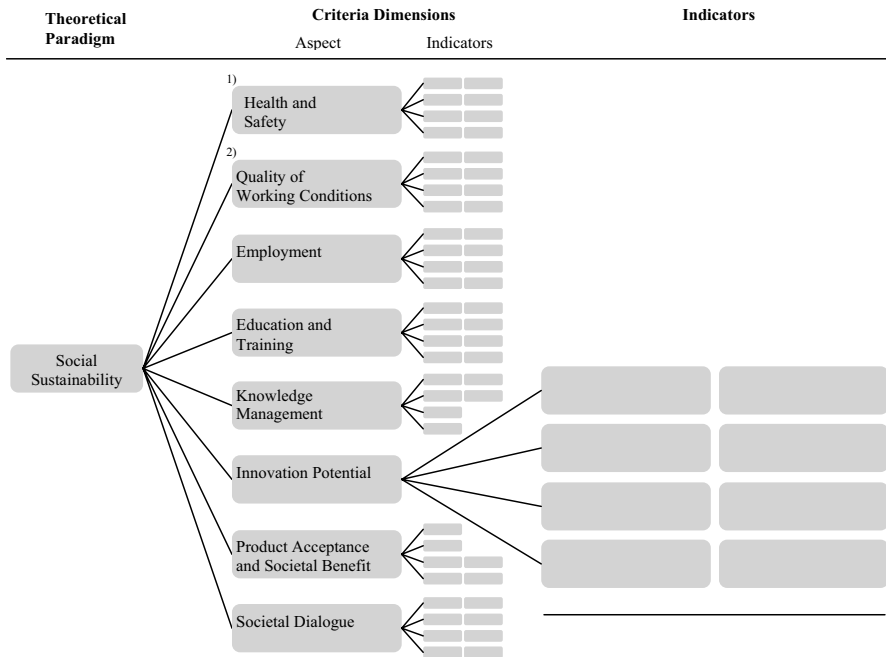 Theoretical
Paradigm
Criteria Dimensions
Indicators
Aspect
Indicators
1)
Health and
Safety
2)
Quality of
Working Conditions
Employment
Education and
Training
Social
Sustainability
Knowledge
Management
Innovation Potential
Product Acceptance
and Societal Benefit
Societal Dialogue